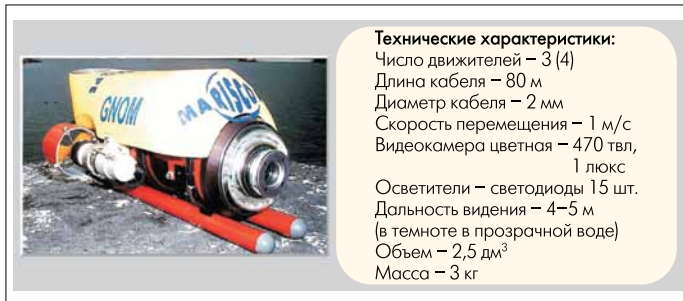 GNOM
MARISCO
Технические характеристики:
Число движителей – 3 (4)
Длина кабеля – 80 м
Диаметр кабеля – 2 мм
Скорость перемещения – 1 м/с
Видеокамера цветная – 470 твл,
1 люкс
Осветители – светодиоды 15 шт.
Дальность видения – 4–5 м
(в темноте в прозрачной воде)
Объем – 2,5 дм³
Масса – 3 кг